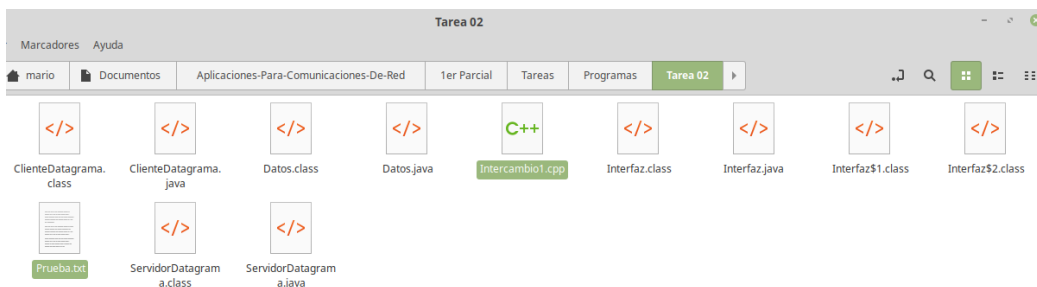 Tarea 02
Marcadores Ayuda
mario Documentos Aplicaciones-Para-Comunicaciones-De-Red 1er Parcial Tareas Programas Tarea 02
</> </> </> </> C++ </> </> </> </>
ClienteDatagrama.
class
ClienteDatagrama.
java
Datos.class
Datos.java
Intercambio1.cpp
Interfaz.class
Interfaz.java
Interfaz$1.class
Interfaz$2.class
</> </>
Prueba.txt
ServidorDatagram
a.class
ServidorDatagram
a.java